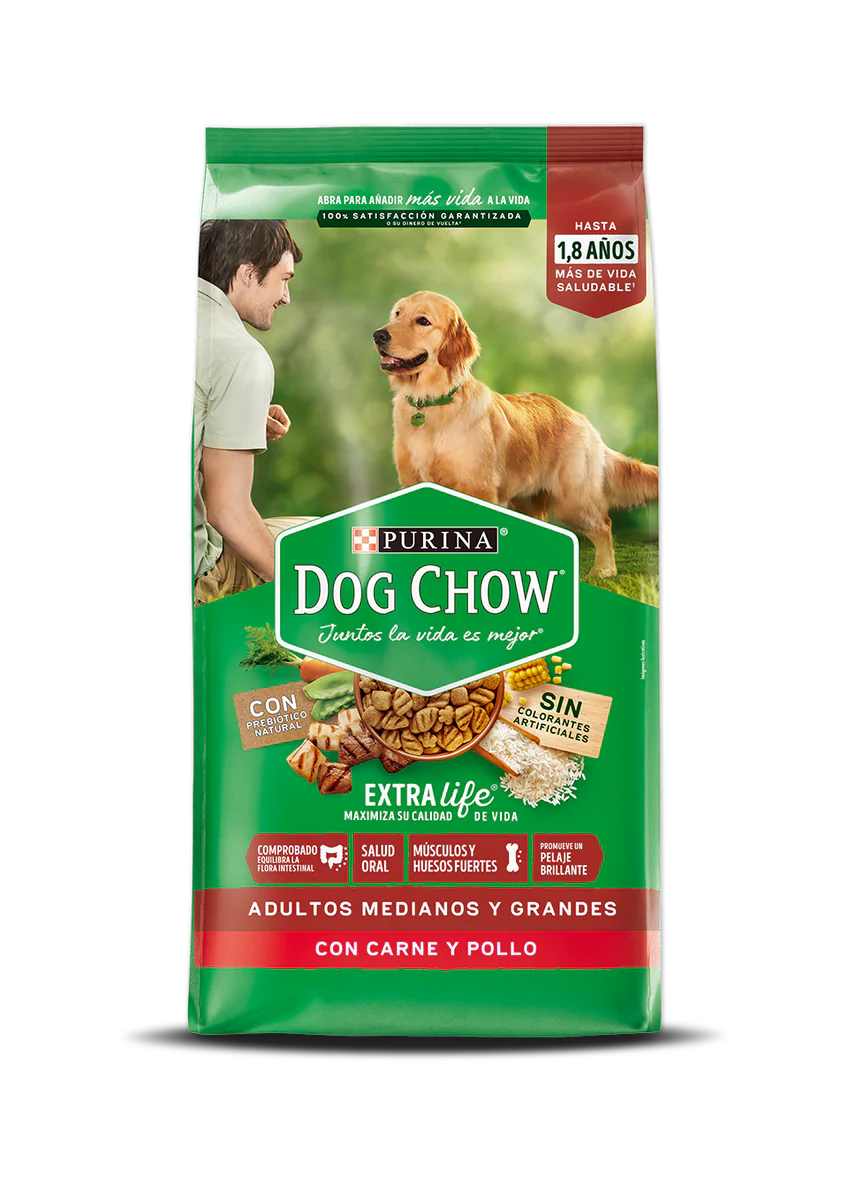 ABRA PARA AÑADIR más vida A LA VIDA
100% SATISFACCIÓN GARANTIZADA
O SU DINERO DE VUELTA*
HASTA
1,8 AÑOS
MÁS DE VIDA
SALUDABLE¹
PURINA®
DOG CHOW®
Juntos la vida es mejor®
Imágenes ilustrativas
CON
PREBIÓTICO
NATURAL
SIN
COLORANTES
ARTIFICIALES
EXTRA life®
MAXIMIZA SU CALIDAD DE VIDA
COMPROBADO
EQUILIBRA LA
FLORA INTESTINAL
SALUD
ORAL
MÚSCULOS Y
HUESOS FUERTES
PROMUEVE UN
PELAJE
BRILLANTE
ADULTOS MEDIANOS Y GRANDES
CON CARNE Y POLLO